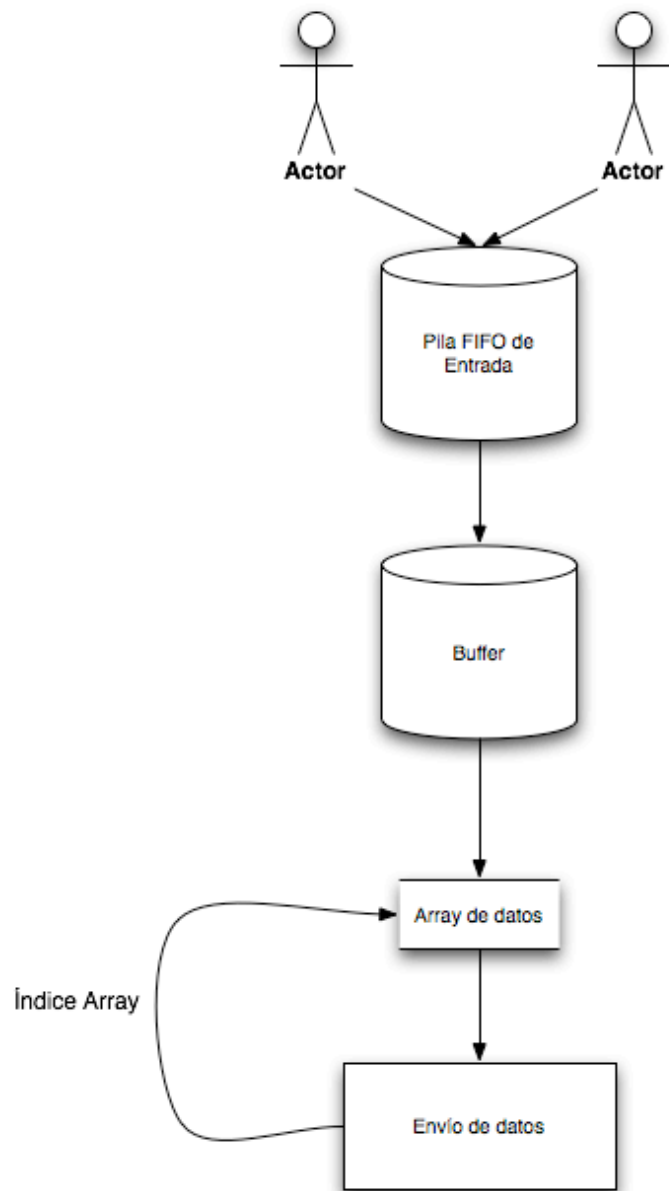 Actor
Actor
Pila FIFO de
Entrada
Buffer
Array de datos
Índice Array
Envío de datos